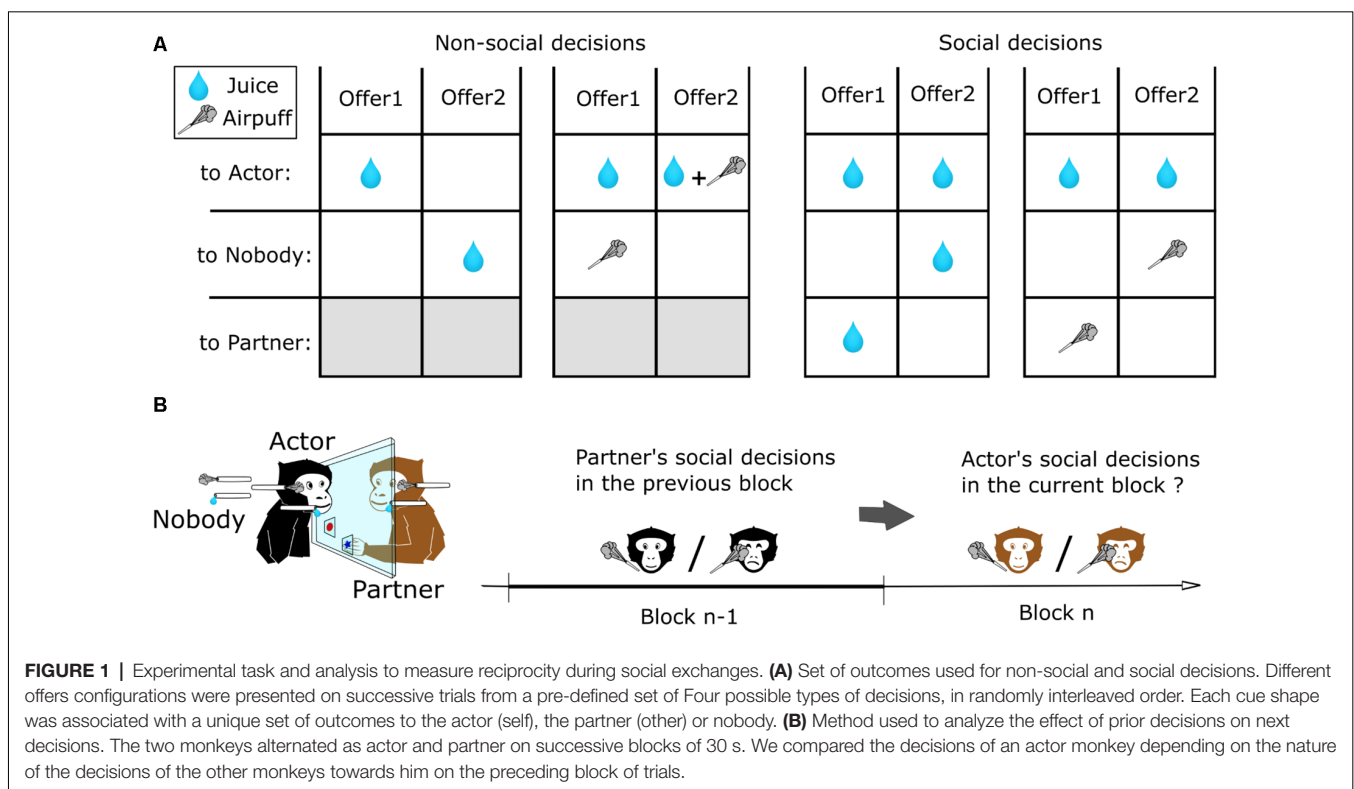 A
Non-social decisions
Social decisions
Juice
Airpuff
Offer1 Offer2 Offer1 Offer2 Offer1 Offer2 Offer1 Offer2
to Actor:
+
to Nobody:
to Partner:
B
Actor
Nobody
Partner
Partner's social decisions
in the previous block
Actor's social decisions
in the current block ?
/
/
Block n-1
Block n
FIGURE 1 | Experimental task and analysis to measure reciprocity during social exchanges. (A) Set of outcomes used for non-social and social decisions. Different
offers configurations were presented on successive trials from a pre-defined set of Four possible types of decisions, in randomly interleaved order. Each cue shape
was associated with a unique set of outcomes to the actor (self), the partner (other) or nobody. (B) Method used to analyze the effect of prior decisions on next
decisions. The two monkeys alternated as actor and partner on successive blocks of 30 s. We compared the decisions of an actor monkey depending on the nature
of the decisions of the other monkeys towards him on the preceding block of trials.